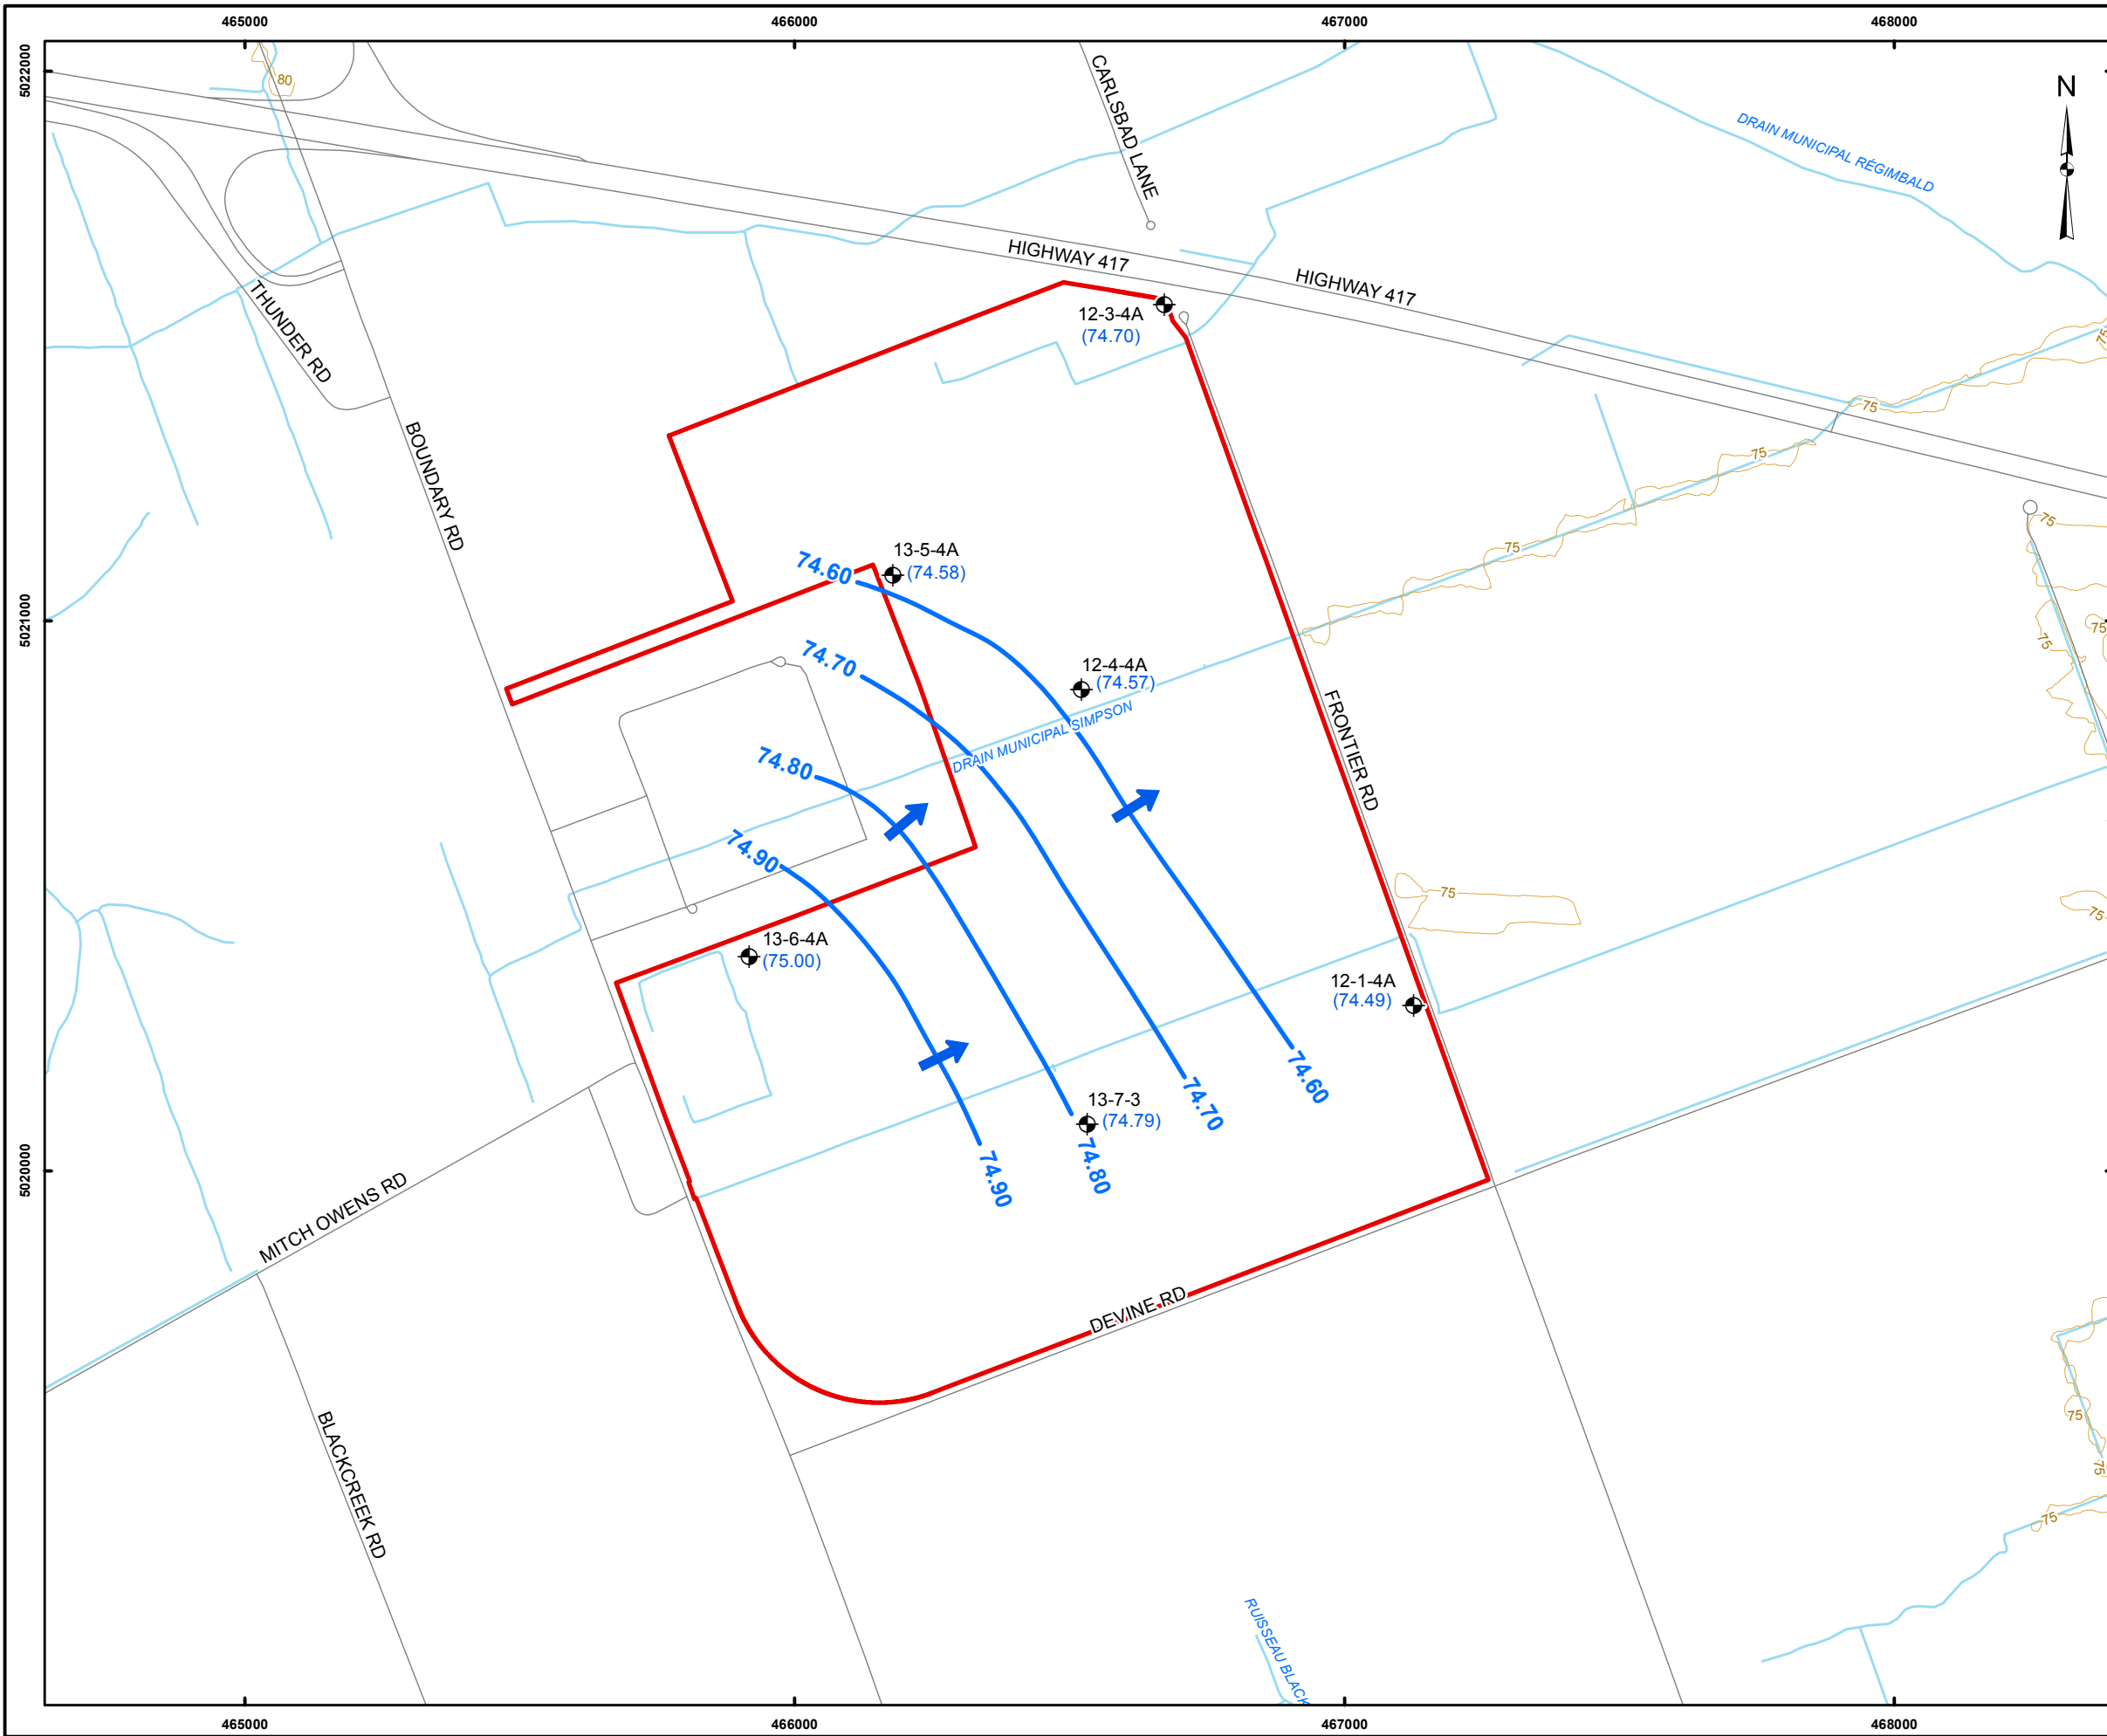 465000
466000
467000
468000
5022000
80
CARLSBAD LANE
N
DRAIN MUNICIPAL RÉGIMBALD
HIGHWAY 417
HIGHWAY 417
THUNDER RD
12-3-4A
(74.70)
75
75
BOUNDARY RD
75
75
75
13-5-4A
(74.58)
74.60
5021000
75
75
74.70
12-4-4A
(74.57)
DRAIN MUNICIPAL SIMPSON
FRONTIER RD
74.80
74.90
75
75
13-6-4A
(75.00)
12-1-4A
(74.49)
74.60
74.70
13-7-3
(74.79)
74.80
74.90
5020000
MITCH OWENS RD
DEVINE RD
75
75
75
BLACKCREEK RD
RUISSEAU BLACK
465000
466000
467000
468000